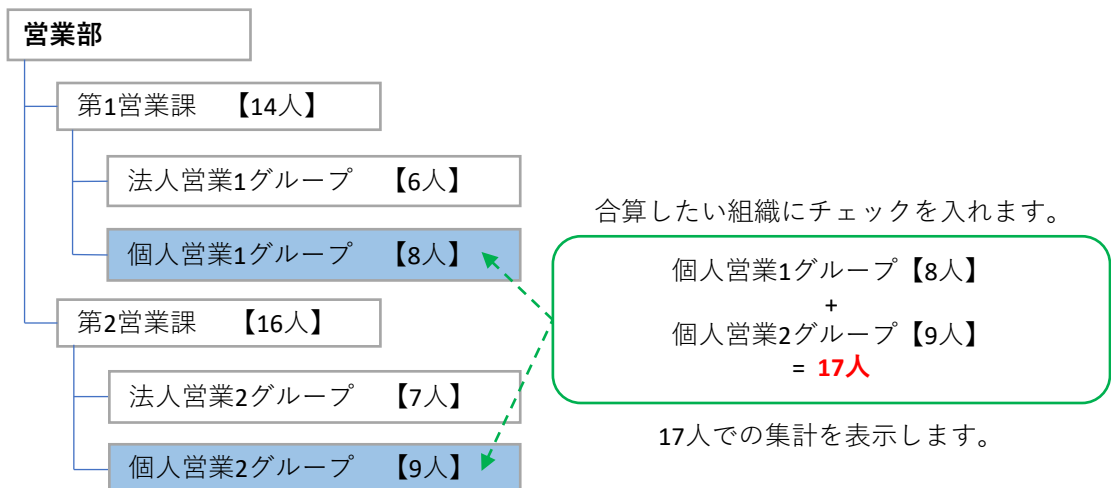 営業部
第1営業課 【14人】
法人営業1グループ 【6人】
個人営業1グループ 【8人】
第2営業課 【16人】
法人営業2グループ 【7人】
個人営業2グループ 【9人】
合算したい組織にチェックを入れます。
個人営業1グループ【8人】
+
個人営業2グループ【9人】
= 17人
17人での集計を表示します。